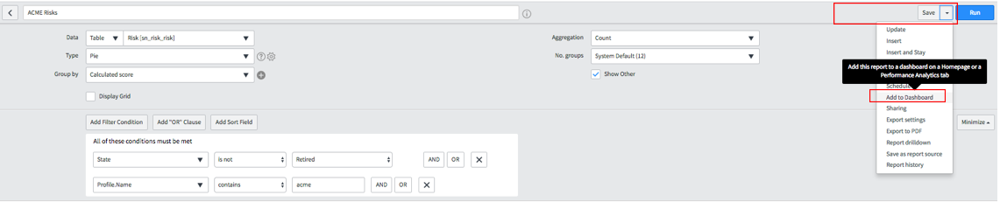 ACME Risks
Save
Run
Data
Table
Risk [sn_risk_risk]
Type
Pie
Group by
Calculated score
Display Grid
Aggregation
Count
No. groups
System Default (12)
Show Other
Update
Insert
Insert and Stay
Add this report to a dashboard on a Homepage or a
Performance Analytics tab
Schedule
Add to Dashboard
Sharing
Export settings
Export to PDF
Report drilldown
Save as report source
Report history
Minimize
Add Filter Condition
Add "OR" Clause
Add Sort Field
All of these conditions must be met
State
is not
Retired
AND
OR
Profile.Name
contains
acme
AND
OR